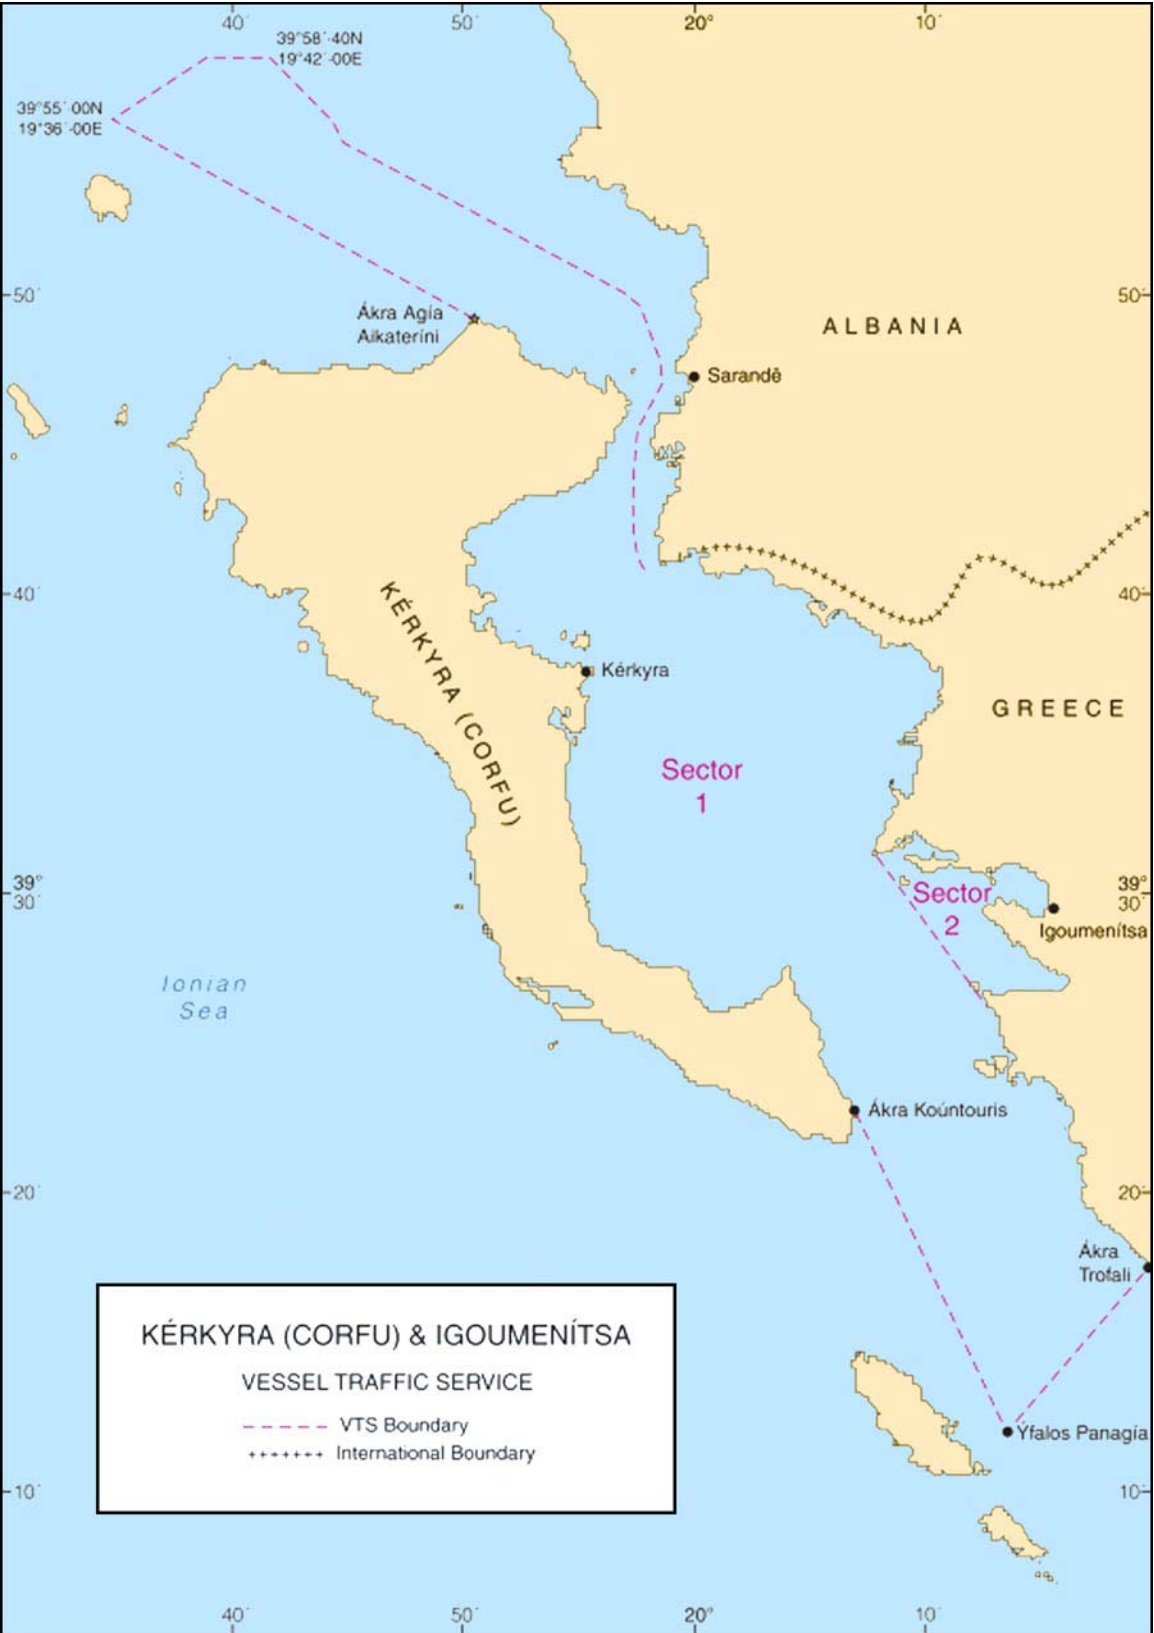 40´
50´
20°
10´
39°58´·40N
19°42´·00E
39°55´·00N
19°36´·00E
50´
50´
Ákra Agía
Aikateríni
ALBANIA
Sarandë
40´
40´
KÉRKYRA (CORFU)
Kérkyra
GREECE
Sector
1
39°
30´
39°
30´
Sector
2
Igoumenítsa
Ionian
Sea
Ákra Koúntouris
20´
20´
Ákra
Trofali
KÉRKYRA (CORFU) & IGOUMENÍTSA
VESSEL TRAFFIC SERVICE
VTS Boundary
International Boundary
Ýfalos Panagía
10´
10´
40´
50´
20°
10´